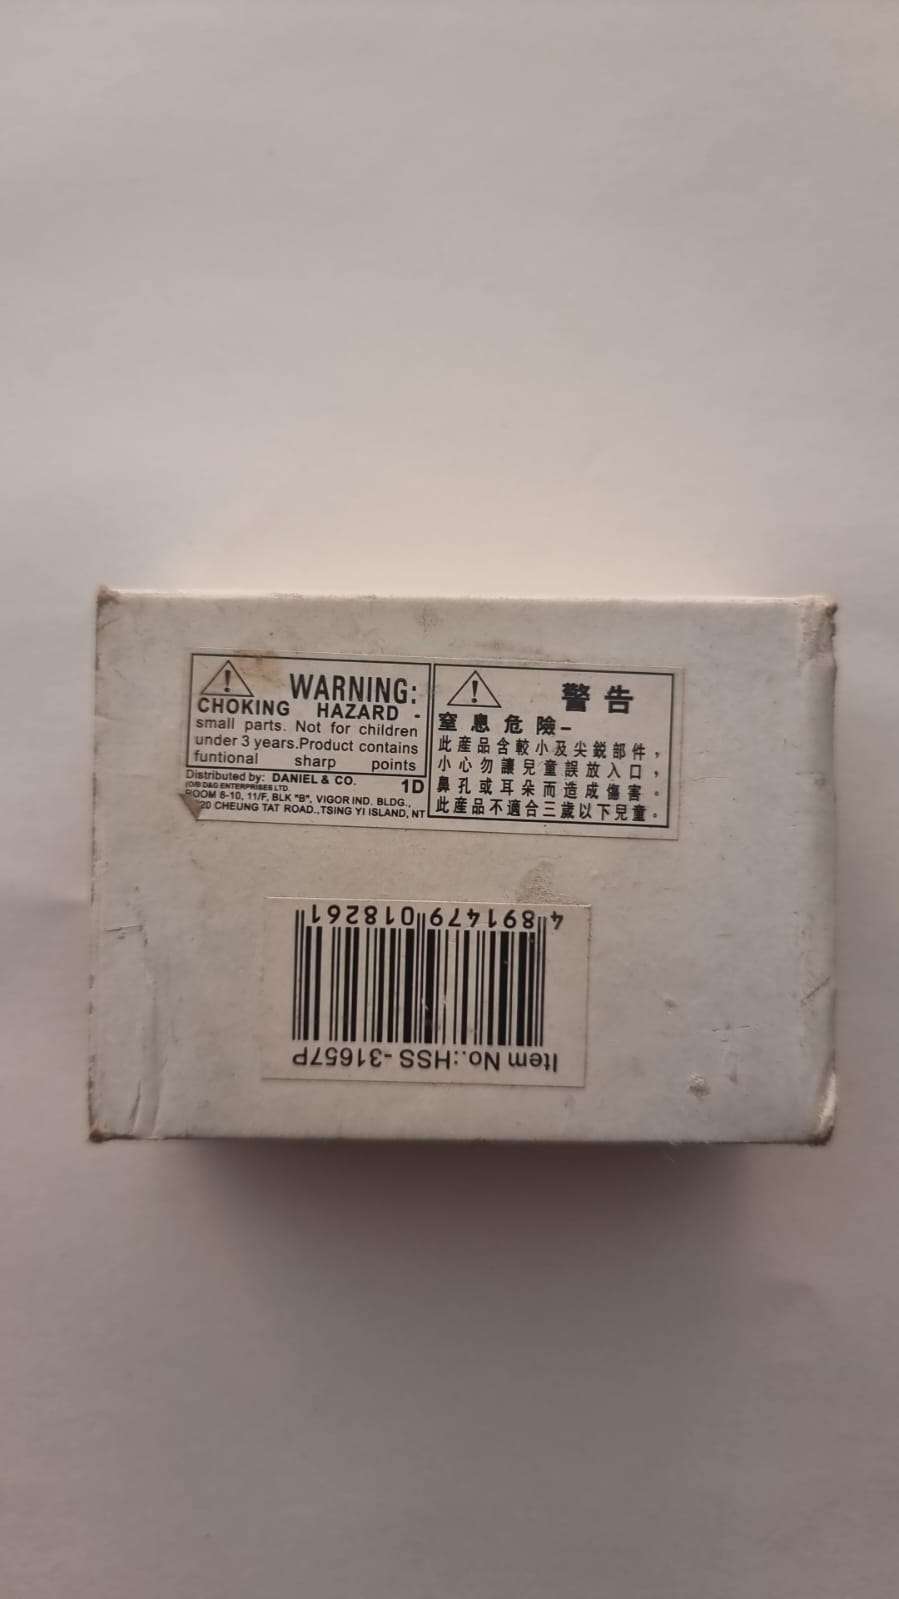 WARNING:
CHOKING HAZARD -
small parts. Not for children
under 3 years.Product contains
funtional sharp points
Distributed by: DANIEL & CO. 1D
(O/B D&G ENTERPRISES LTD.
ROOM 8-10, 11/F, BLK "B", VIGOR IND. BLDG.,
20 CHEUNG TAT ROAD.,TSING YI ISLAND, NT
警告
窒息危險-
此產品含較小及尖銳部件，
小心勿讓兒童誤放入口，
鼻孔或耳朵而造成傷害。
此產品不適合三歲以下兒童。
Item No.:HSS -31657P
4 891479 018261